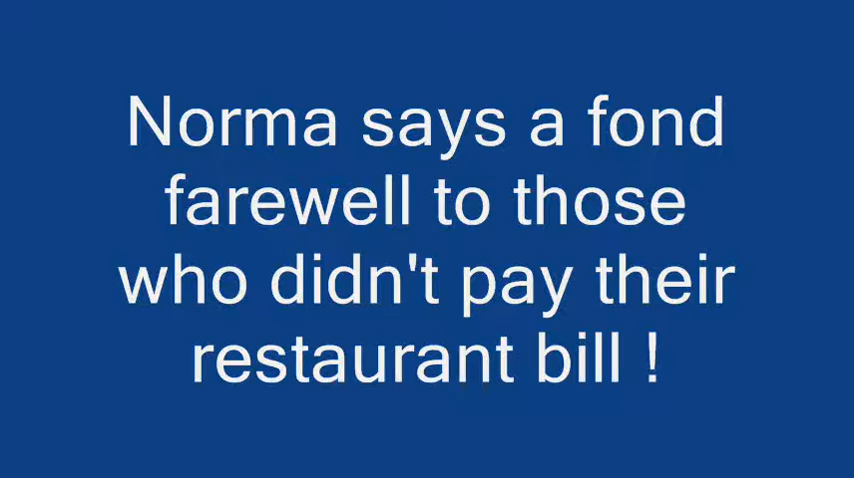 Norma says a fond
farewell to those
who didn't pay their
restaurant bill !